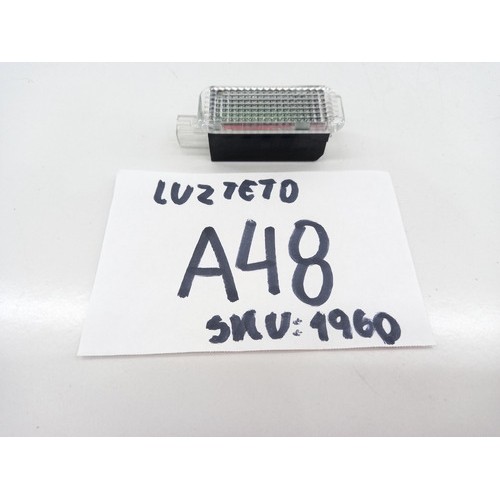 LUZ TETO
A48
SKU: 1960